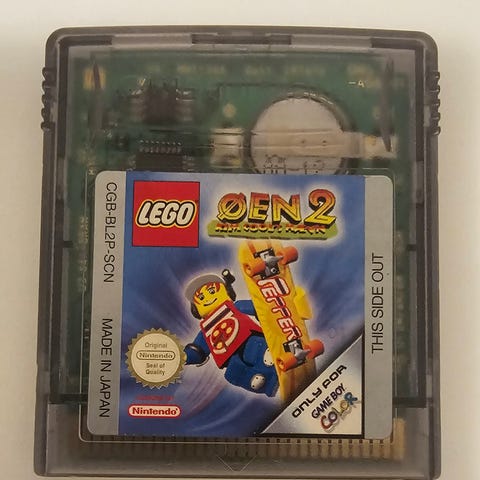 LEGO
ØEN 2
CGB-BL2P-SCN
MADE IN JAPAN
THIS SIDE OUT
PEPPER
Original
Nintendo
Seal of
Quality
Nintendo
ONLY FOR
GAME BOY
COLOR